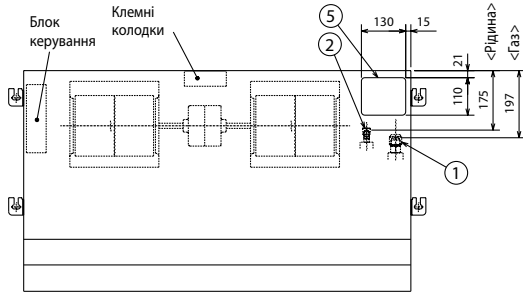 Блок
керування
Клемні
колодки
5
2
130
15
21
110
175
<Рідина>
197
<Газ>
1